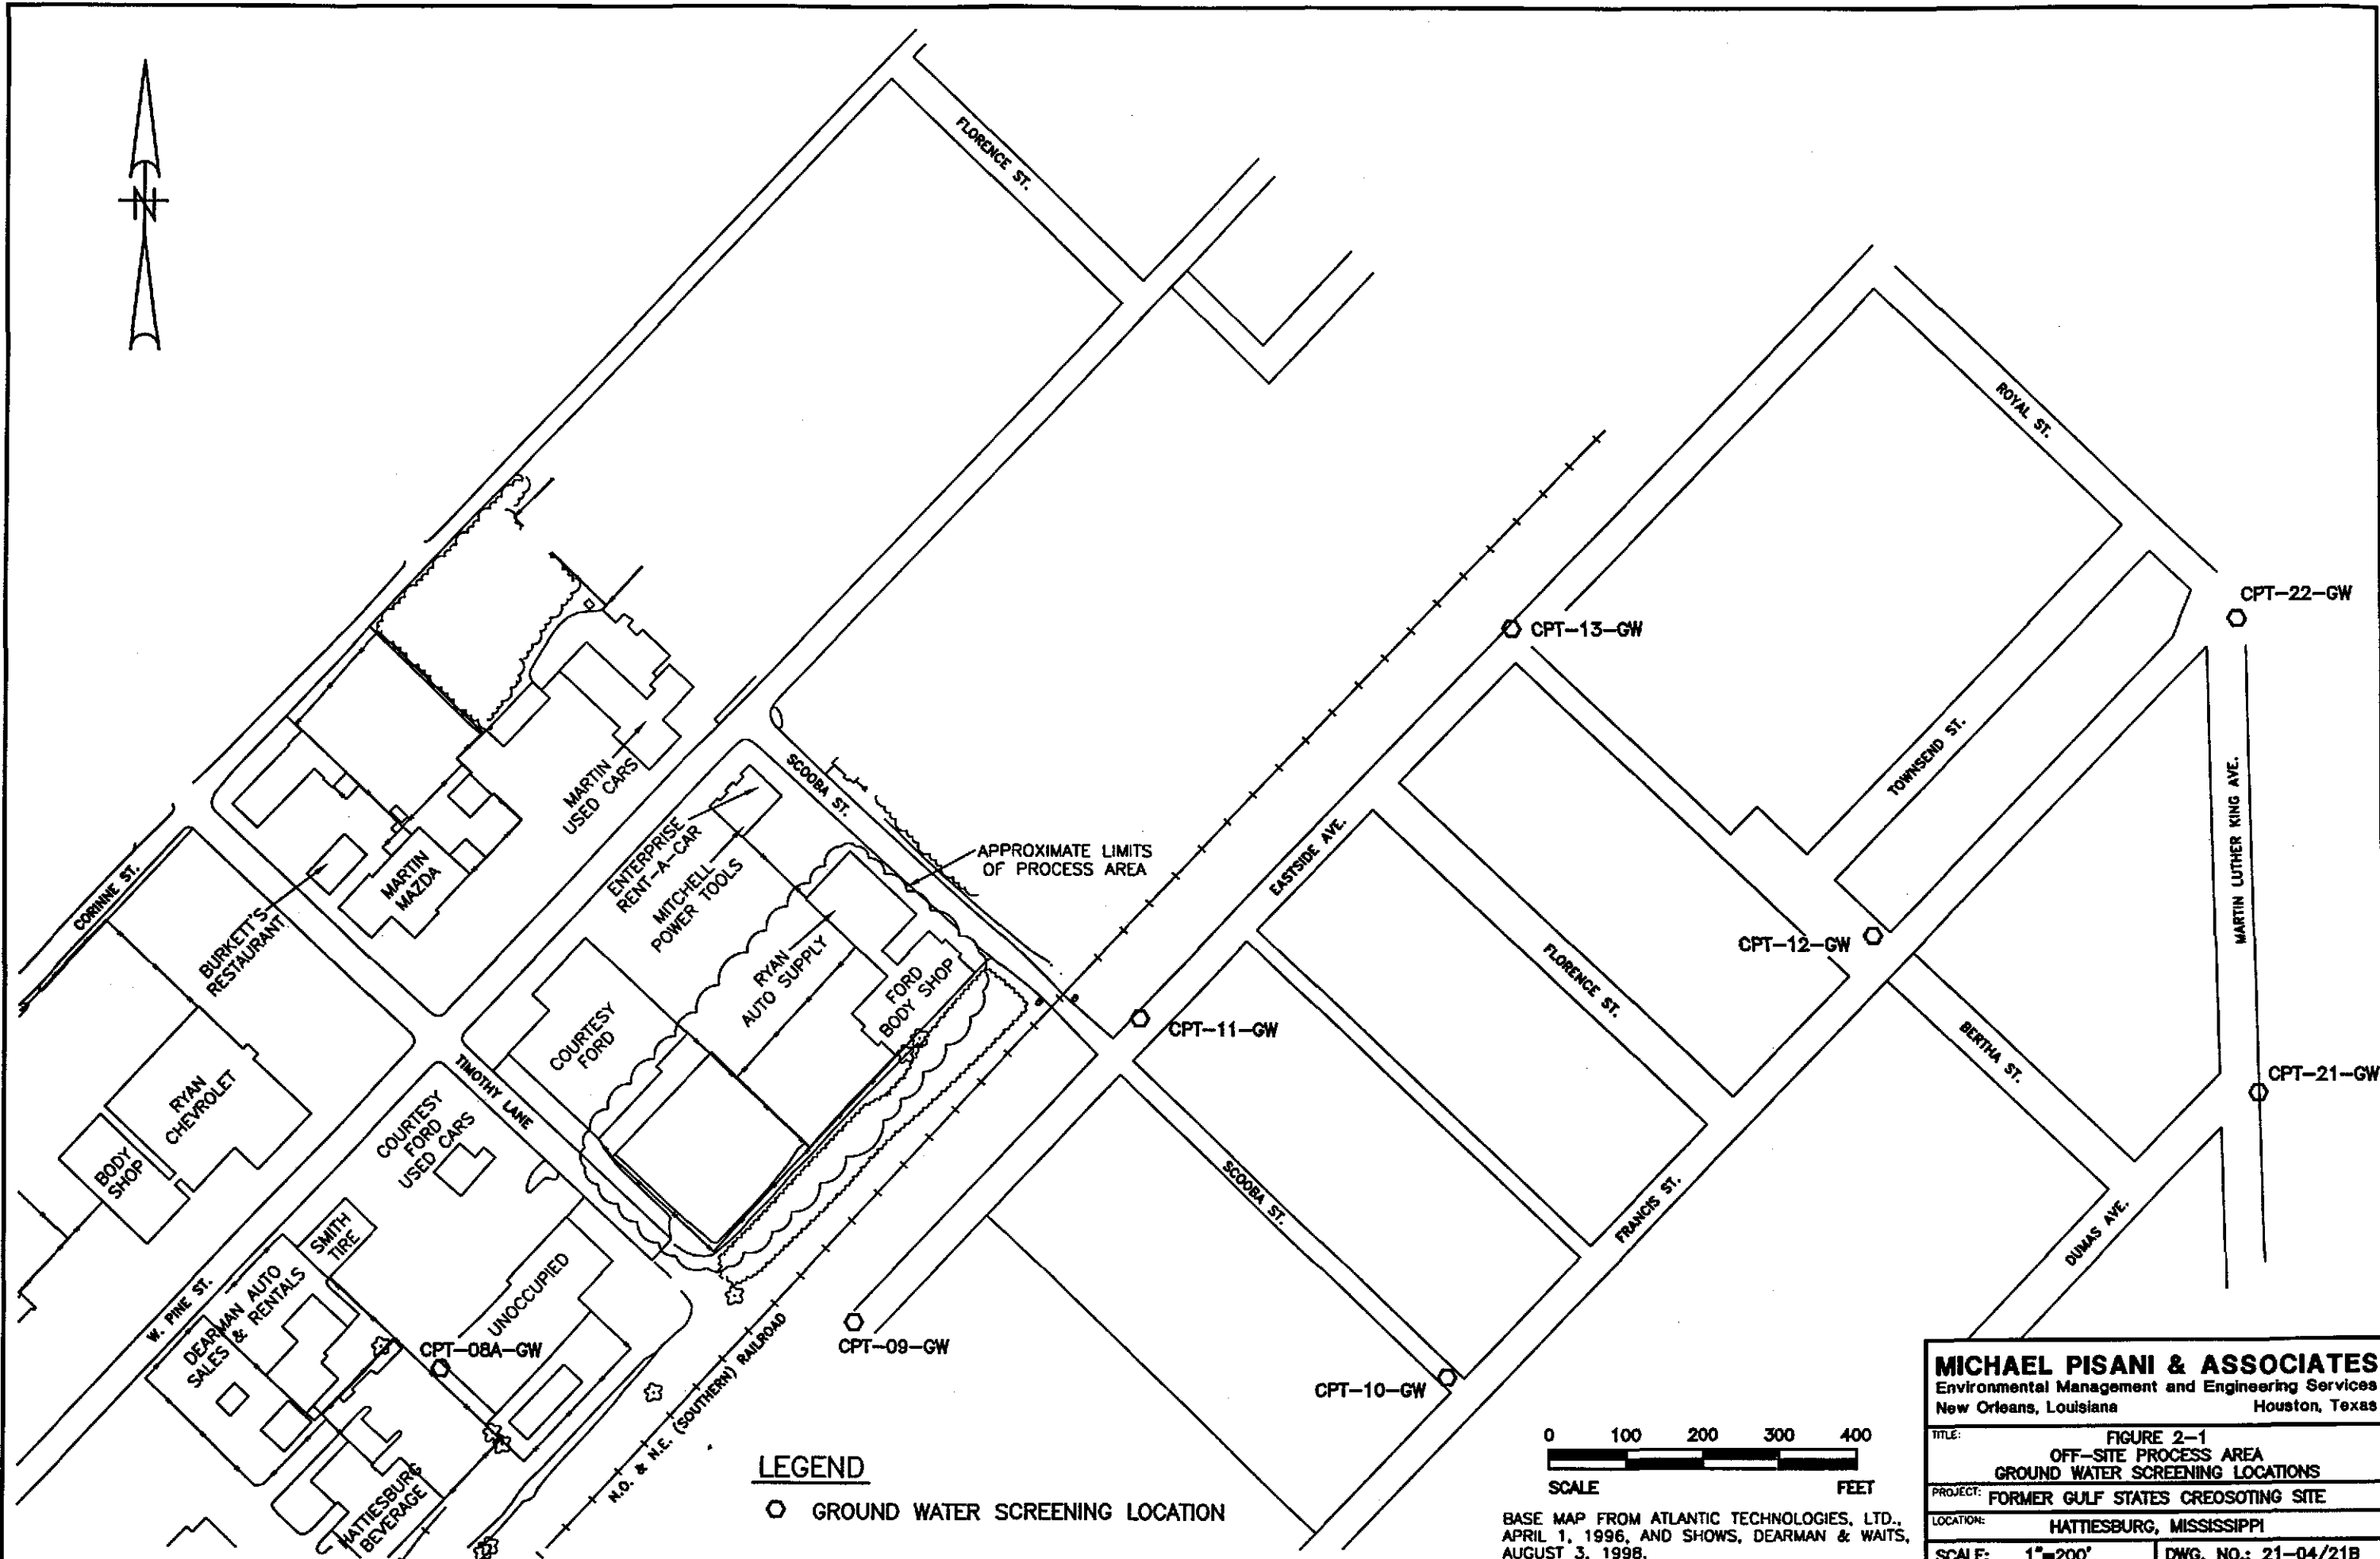 N
FLORENCE ST.
ROYAL ST.
CPT-22-GW
CPT-13-GW
MARTIN
USED CARS
SCOOBA ST.
TOWNSEND ST.
MARTIN LUTHER KING AVE.
ENTERPRISE
RENT-A-CAR
MITCHELL
POWER TOOLS
APPROXIMATE LIMITS
OF PROCESS AREA
EASTSIDE AVE.
CORINNE ST.
MARTIN
MAZDA
BURKETT'S
RESTAURANT
RYAN
AUTO SUPPLY
FORD
BODY SHOP
CPT-12-GW
FLORENCE ST.
COURTESY
FORD
CPT-11-GW
BERTHA ST.
CPT-21-GW
RYAN
CHEVROLET
TIMOTHY LANE
COURTESY
FORD
USED CARS
BODY
SHOP
SCOOBA ST.
FRANCIS ST.
DUMAS AVE.
SMITH
TIRE
W. PINE ST.
DEARMAN AUTO
SALES & RENTALS
UNOCCUPIED
CPT-08A-GW
CPT-09-GW
N.O. & N.E. (SOUTHERN) RAILROAD
CPT-10-GW
HATTIESBURG
BEVERAGE
LEGEND
GROUND WATER SCREENING LOCATION
0 100 200 300 400
SCALE FEET
BASE MAP FROM ATLANTIC TECHNOLOGIES, LTD.,
APRIL 1, 1996, AND SHOWS, DEARMAN & WAITS,
AUGUST 3, 1998.
MICHAEL PISANI & ASSOCIATES
Environmental Management and Engineering Services
New Orleans, Louisiana Houston, Texas
TITLE: FIGURE 2-1
OFF-SITE PROCESS AREA
GROUND WATER SCREENING LOCATIONS
PROJECT: FORMER GULF STATES CREOSOTING SITE
LOCATION: HATTIESBURG, MISSISSIPPI
SCALE: 1"=200' DWG. NO.: 21-04/21B